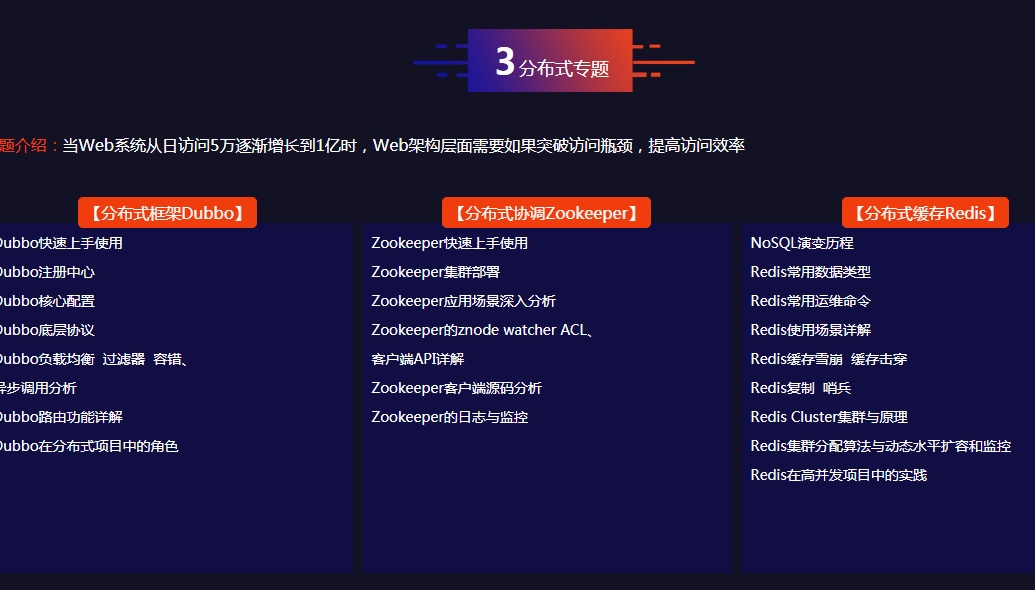 3 分布式专题
题介绍：当Web系统从日访问5万逐渐增长到1亿时，Web架构层面需要如果突破访问瓶颈，提高访问效率
【分布式框架Dubbo】
Dubbo快速上手使用
Dubbo注册中心
Dubbo核心配置
Dubbo底层协议
Dubbo负载均衡 过滤器 容错、
异步调用分析
Dubbo路由功能详解
Dubbo在分布式项目中的角色
【分布式协调Zookeeper】
Zookeeper快速上手使用
Zookeeper集群部署
Zookeeper应用场景深入分析
Zookeeper的znode watcher ACL、
客户端API详解
Zookeeper客户端源码分析
Zookeeper的日志与监控
【分布式缓存Redis】
NoSQL演变历程
Redis常用数据类型
Redis常用运维命令
Redis使用场景详解
Redis缓存雪崩 缓存击穿
Redis复制 哨兵
Redis Cluster集群与原理
Redis集群分配算法与动态水平扩容和监控
Redis在高并发项目中的实践